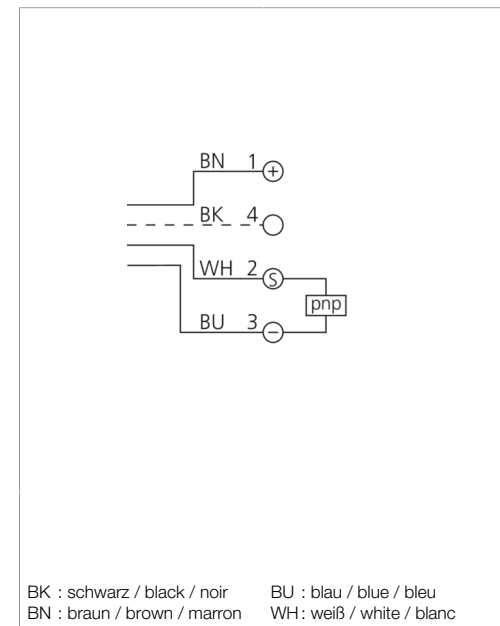 BN 1 +
BK 4
WH 2 S
pnp
BU 3 −
BK : schwarz / black / noir BU : blau / blue / bleu
BN : braun / brown / marron WH : weiß / white / blanc